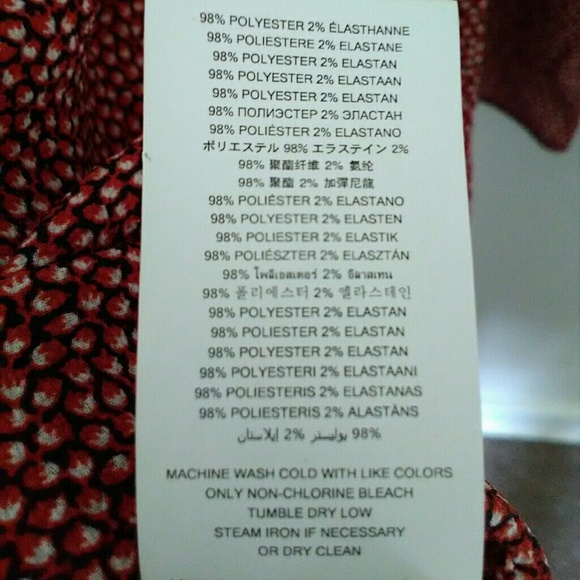 98% POLYESTER 2% ÉLASTHANNE
98% POLIESTERE 2% ELASTANE
98% POLYESTER 2% ELASTAN
98% POLYESTER 2% ELASTAAN
98% POLYESTER 2% ELASTAN
98% ПОЛИЭСТЕР 2% ЭЛАСТАН
98% POLIÉSTER 2% ELASTANO
ポリエステル 98% エラステイン 2%
98% 聚酯纤维 2% 氨纶
98% 聚酯 2% 加彈尼龍
98% POLIÉSTER 2% ELASTANO
98% POLYESTER 2% ELASTEN
98% POLIESTER 2% ELASTIK
98% POLIÉSZTER 2% ELASZTÁN
98% โพลีเอสเตอร์ 2% อีลาสเทน
98% 폴리에스터 2% 엘라스테인
98% POLYESTER 2% ELASTAN
98% POLIESTER 2% ELASTAN
98% POLYESTER 2% ELASTAN
98% POLYESTERI 2% ELASTAANI
98% POLIESTERIS 2% ELASTANAS
98% POLIESTERIS 2% ALASTĀNS
98% بوليستر 2% إيلاستان
MACHINE WASH COLD WITH LIKE COLORS
ONLY NON-CHLORINE BLEACH
TUMBLE DRY LOW
STEAM IRON IF NECESSARY
OR DRY CLEAN